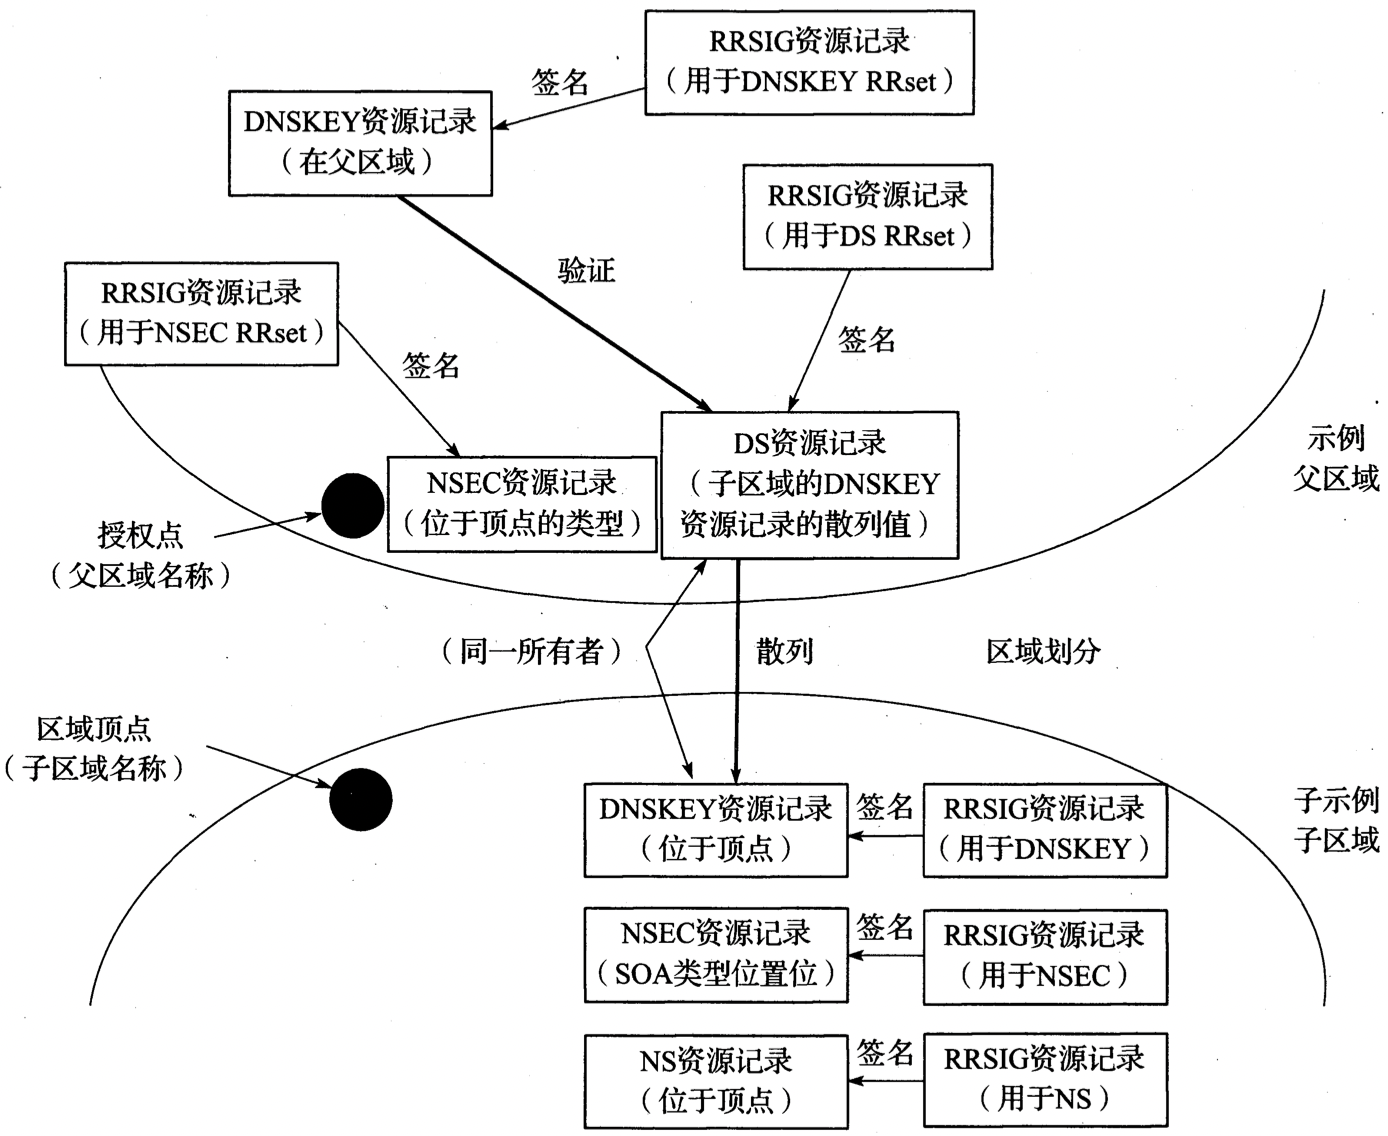 RRSIG资源记录
（用于DNSKEY RRset）
签名
DNSKEY资源记录
（在父区域）
RRSIG资源记录
（用于DS RRset）
验证
RRSIG资源记录
（用于NSEC RRset）
签名
签名
DS资源记录
（子区域的DNSKEY
资源记录的散列值）
示例
父区域
NSEC资源记录
（位于顶点的类型）
授权点
（父区域名称）
（同一所有者）
散列
区域划分
区域顶点
（子区域名称）
DNSKEY资源记录
（位于顶点）
签名
RRSIG资源记录
（用于DNSKEY）
子示例
子区域
NSEC资源记录
（SOA类型位置位）
签名
RRSIG资源记录
（用于NSEC）
NS资源记录
（位于顶点）
签名
RRSIG资源记录
（用于NS）